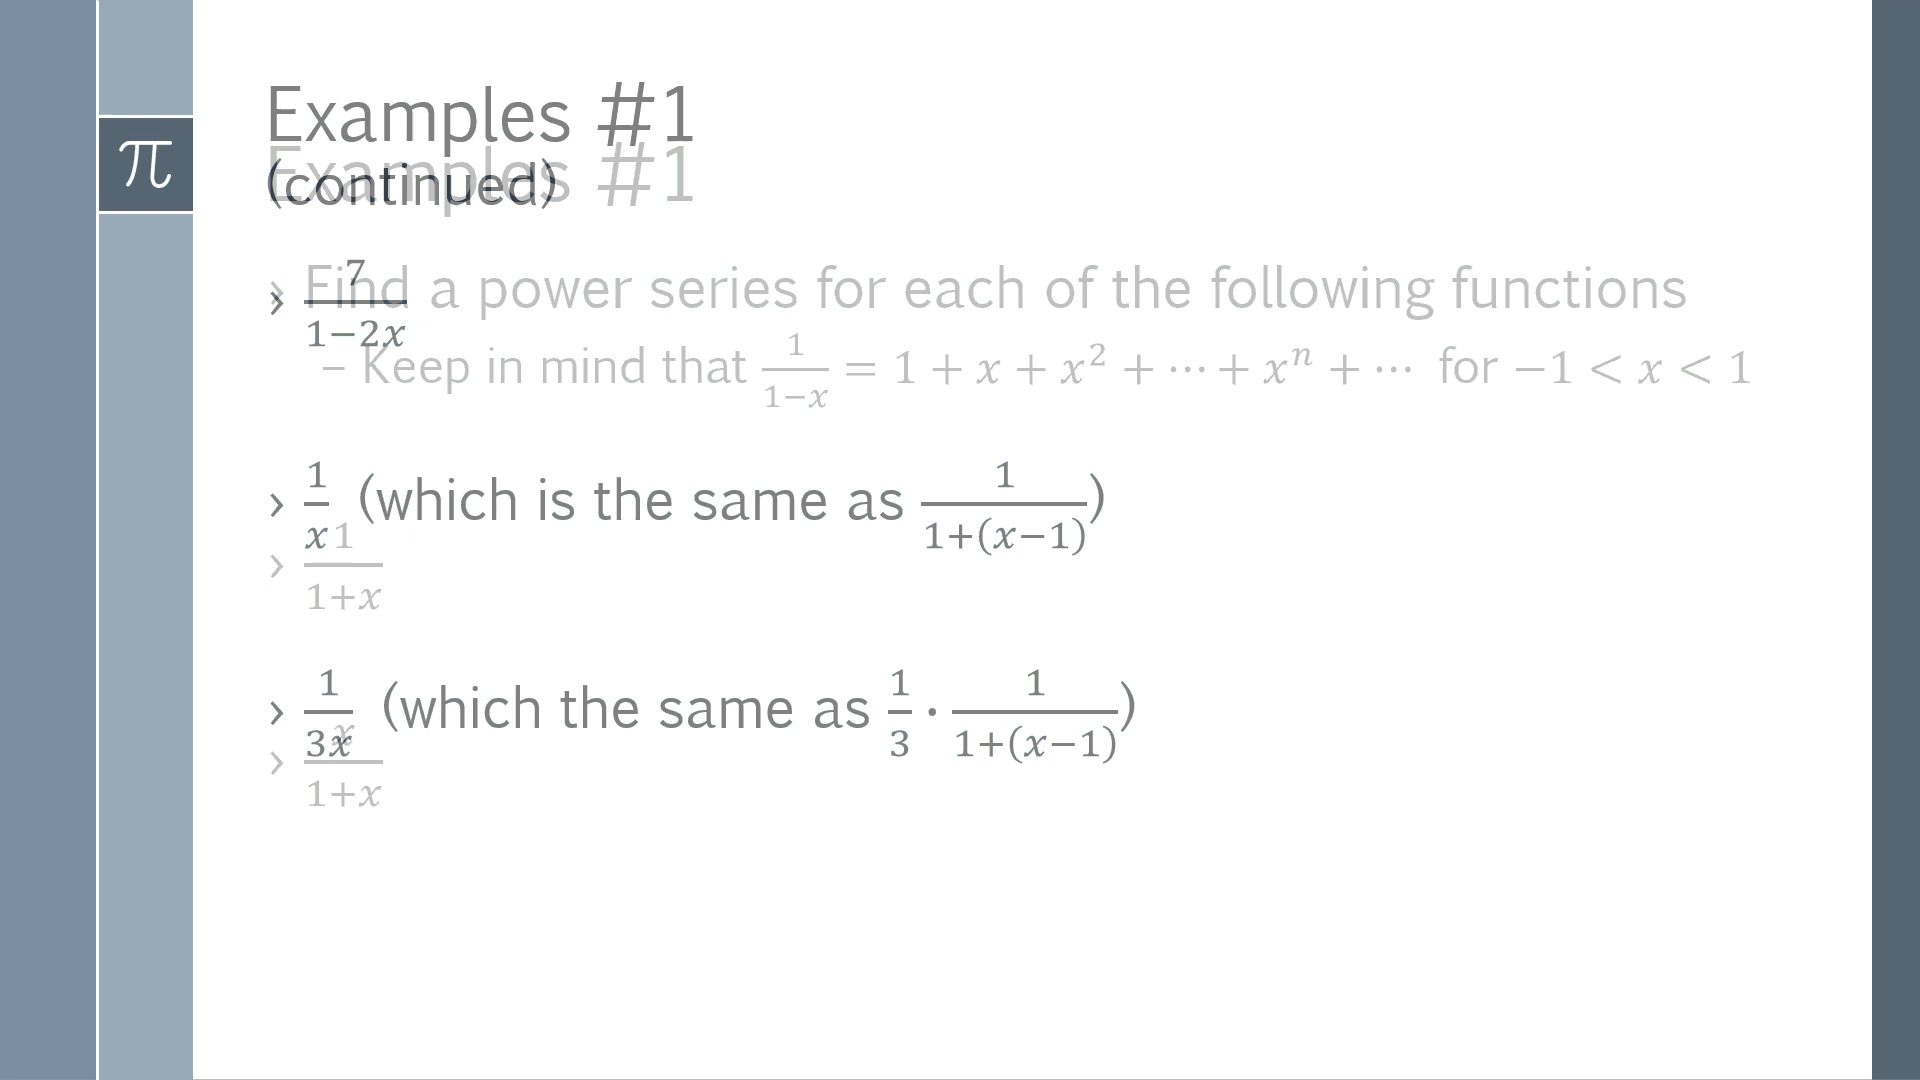 π
Examples #1
(continued)
Examples #1
› 7/(1−2x)
› Find a power series for each of the following functions
– Keep in mind that 1/(1−x) = 1 + x + x² + ⋯ + xⁿ + ⋯ for −1 < x < 1
› 1/x (which is the same as 1/(1+(x−1)))
› 1/(1+x)
› 1/(3x) (which the same as 1/3 · 1/(1+(x−1)))
› x/(1+x)